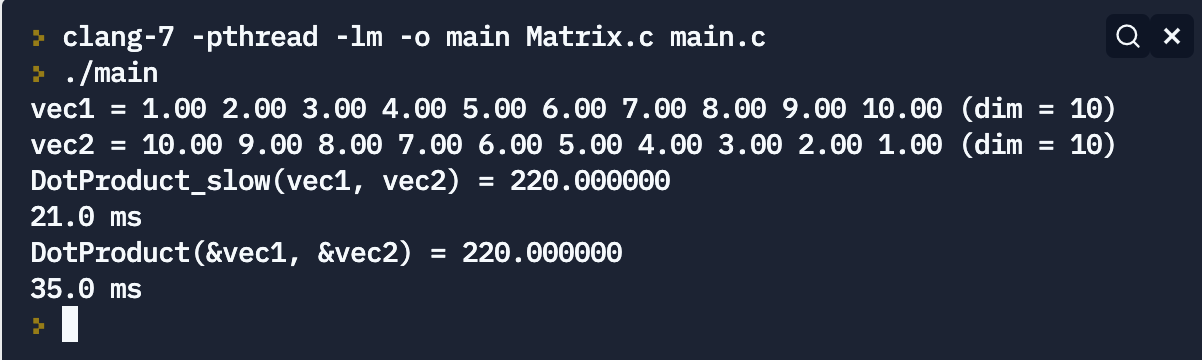 clang-7 -pthread -lm -o main Matrix.c main.c
./main
vec1 = 1.00 2.00 3.00 4.00 5.00 6.00 7.00 8.00 9.00 10.00 (dim = 10)
vec2 = 10.00 9.00 8.00 7.00 6.00 5.00 4.00 3.00 2.00 1.00 (dim = 10)
DotProduct_slow(vec1, vec2) = 220.000000
21.0 ms
DotProduct(&vec1, &vec2) = 220.000000
35.0 ms